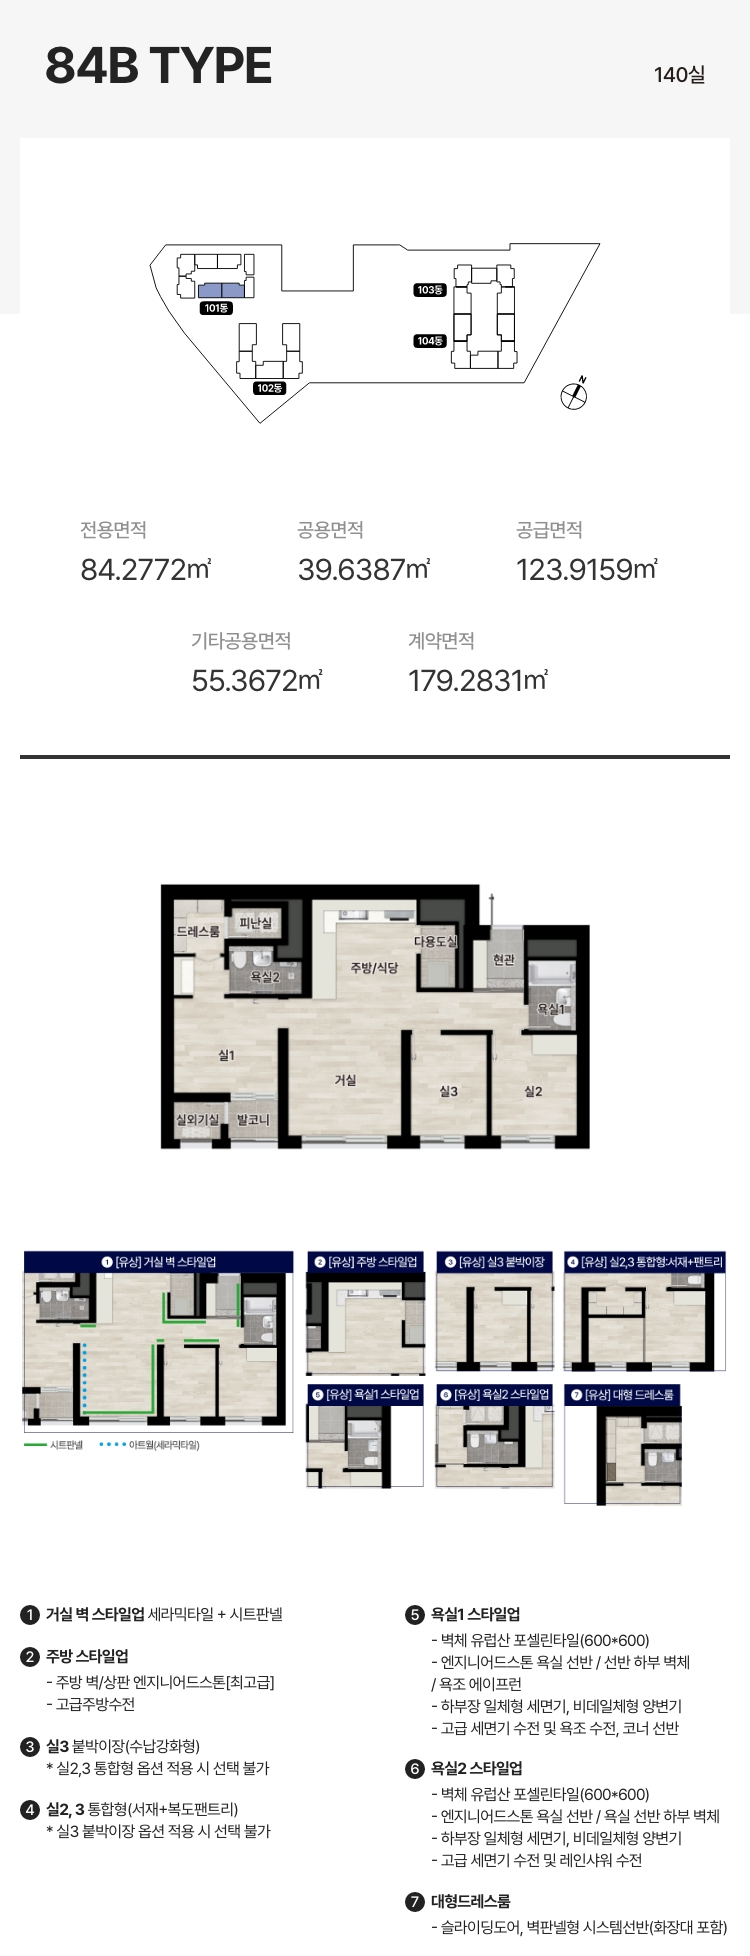 84B TYPE
140실
101동
102동
103동
104동
N
전용면적
84.2772㎡
공용면적
39.6387㎡
공급면적
123.9159㎡
기타공용면적
55.3672㎡
계약면적
179.2831㎡
드레스룸
피난실
욕실2
주방/식당
다용도실
현관
욕실1
실1
거실
실3
실2
실외기실
발코니
1 [유상] 거실 벽 스타일업
2 [유상] 주방 스타일업
3 [유상] 실3 붙박이장
4 [유상] 실2,3 통합형:서재+팬트리
시트판넬
아트월(세라믹타일)
5 [유상] 욕실1 스타일업
6 [유상] 욕실2 스타일업
7 [유상] 대형 드레스룸
1 거실 벽 스타일업 세라믹타일 + 시트판넬
2 주방 스타일업
- 주방 벽/상판 엔지니어드스톤[최고급]
- 고급주방수전
3 실3 붙박이장(수납강화형)
* 실2,3 통합형 옵션 적용 시 선택 불가
4 실2, 3 통합형(서재+복도팬트리)
* 실3 붙박이장 옵션 적용 시 선택 불가
5 욕실1 스타일업
- 벽체 유럽산 포셀린타일(600*600)
- 엔지니어드스톤 욕실 선반 / 선반 하부 벽체
/ 욕조 에이프런
- 하부장 일체형 세면기, 비데일체형 양변기
- 고급 세면기 수전 및 욕조 수전, 코너 선반
6 욕실2 스타일업
- 벽체 유럽산 포셀린타일(600*600)
- 엔지니어드스톤 욕실 선반 / 욕실 선반 하부 벽체
- 하부장 일체형 세면기, 비데일체형 양변기
- 고급 세면기 수전 및 레인샤워 수전
7 대형드레스룸
- 슬라이딩도어, 벽판넬형 시스템선반(화장대 포함)